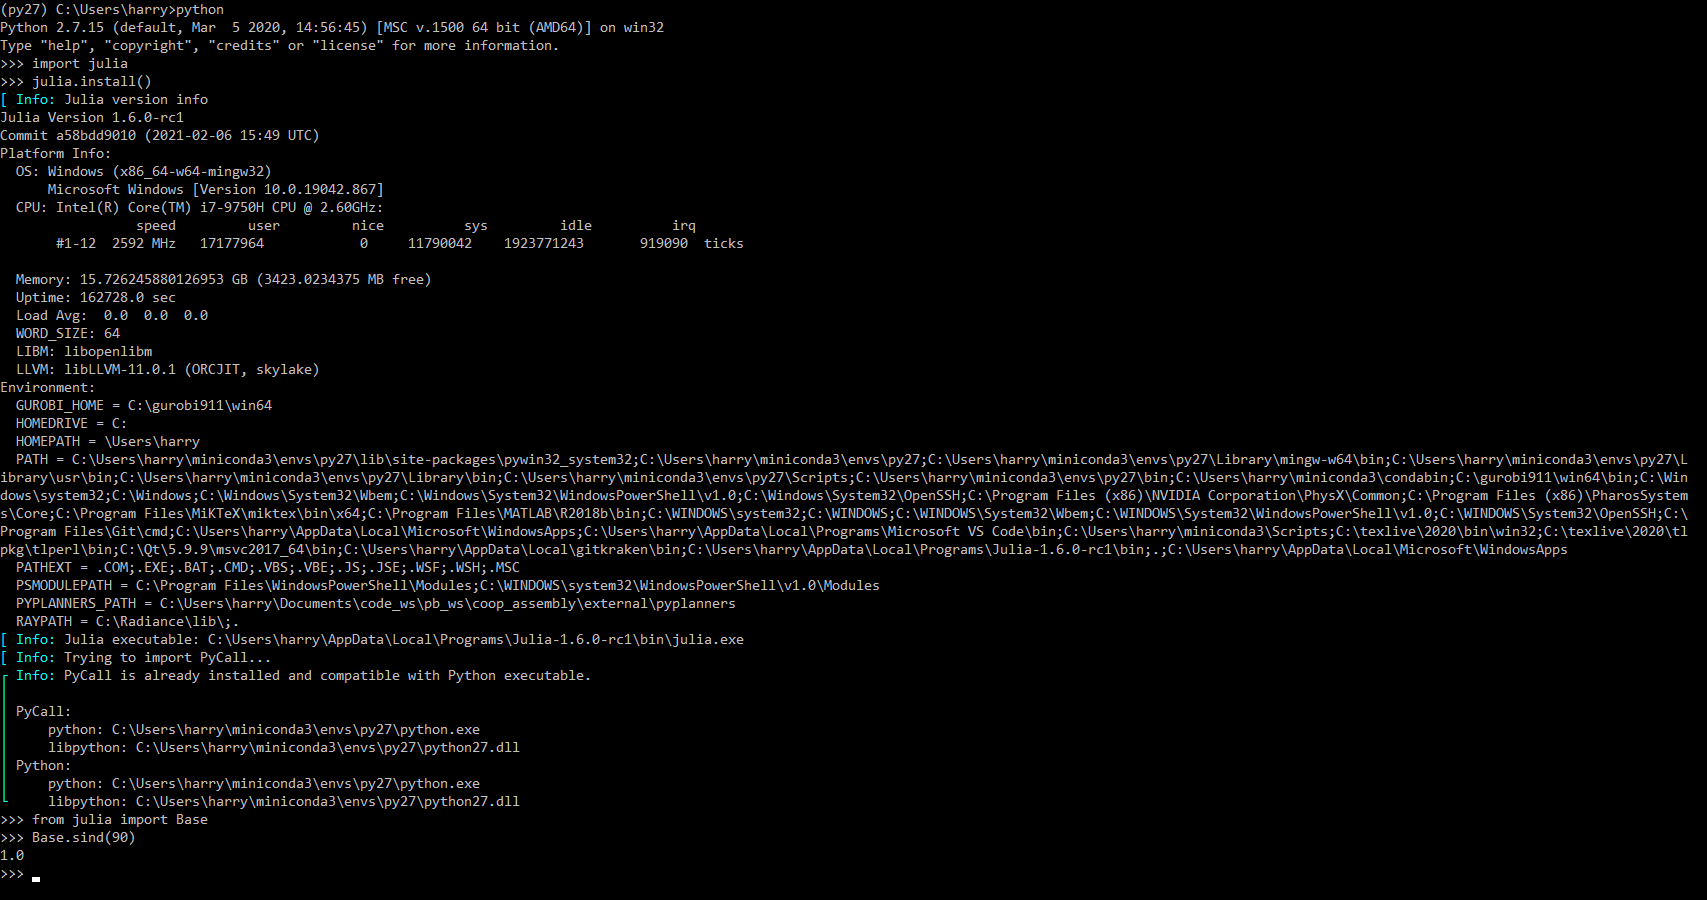 (py27) C:\Users\harry>python
Python 2.7.15 (default, Mar  5 2020, 14:56:45) [MSC v.1500 64 bit (AMD64)] on win32
Type "help", "copyright", "credits" or "license" for more information.
>>> import julia
>>> julia.install()
[ Info: Julia version info
Julia Version 1.6.0-rc1
Commit a58bdd9010 (2021-02-06 15:49 UTC)
Platform Info:
  OS: Windows (x86_64-w64-mingw32)
      Microsoft Windows [Version 10.0.19042.867]
  CPU: Intel(R) Core(TM) i7-9750H CPU @ 2.60GHz:
                 speed         user         nice          sys         idle          irq
       #1-12  2592 MHz   17177964            0     11790042    1923771243       919090  ticks

  Memory: 15.726245880126953 GB (3423.0234375 MB free)
  Uptime: 162728.0 sec
  Load Avg:  0.0  0.0  0.0
  WORD_SIZE: 64
  LIBM: libopenlibm
  LLVM: libLLVM-11.0.1 (ORCJIT, skylake)
Environment:
  GUROBI_HOME = C:\gurobi911\win64
  HOMEDRIVE = C:
  HOMEPATH = \Users\harry
  PATH = C:\Users\harry\miniconda3\envs\py27\lib\site-packages\pywin32_system32;C:\Users\harry\miniconda3\envs\py27;C:\Users\harry\miniconda3\envs\py27\Library\mingw-w64\bin;C:\Users\harry\miniconda3\envs\py27\L
ibrary\usr\bin;C:\Users\harry\miniconda3\envs\py27\Library\bin;C:\Users\harry\miniconda3\envs\py27\Scripts;C:\Users\harry\miniconda3\envs\py27\bin;C:\Users\harry\miniconda3\condabin;C:\gurobi911\win64\bin;C:\Win
dows\system32;C:\Windows;C:\Windows\System32\Wbem;C:\Windows\System32\WindowsPowerShell\v1.0;C:\Windows\System32\OpenSSH;C:\Program Files (x86)\NVIDIA Corporation\PhysX\Common;C:\Program Files (x86)\PharosSystem
s\Core;C:\Program Files\MiKTeX\miktex\bin\x64;C:\Program Files\MATLAB\R2018b\bin;C:\WINDOWS\system32;C:\WINDOWS;C:\WINDOWS\System32\Wbem;C:\WINDOWS\System32\WindowsPowerShell\v1.0;C:\WINDOWS\System32\OpenSSH;C:\
Program Files\Git\cmd;C:\Users\harry\AppData\Local\Microsoft\WindowsApps;C:\Users\harry\AppData\Local\Programs\Microsoft VS Code\bin;C:\Users\harry\miniconda3\Scripts;C:\texlive\2020\bin\win32;C:\texlive\2020\tl
pkg\tlperl\bin;C:\Qt\5.9.9\msvc2017_64\bin;C:\Users\harry\AppData\Local\gitkraken\bin;C:\Users\harry\AppData\Local\Programs\Julia-1.6.0-rc1\bin;.;C:\Users\harry\AppData\Local\Microsoft\WindowsApps
  PATHEXT = .COM;.EXE;.BAT;.CMD;.VBS;.VBE;.JS;.JSE;.WSF;.WSH;.MSC
  PSMODULEPATH = C:\Program Files\WindowsPowerShell\Modules;C:\WINDOWS\system32\WindowsPowerShell\v1.0\Modules
  PYPLANNERS_PATH = C:\Users\harry\Documents\code_ws\pb_ws\coop_assembly\external\pyplanners
  RAYPATH = C:\Radiance\lib\;.
[ Info: Julia executable: C:\Users\harry\AppData\Local\Programs\Julia-1.6.0-rc1\bin\julia.exe
[ Info: Trying to import PyCall...
┌ Info: PyCall is already installed and compatible with Python executable.
│
│ PyCall:
│     python: C:\Users\harry\miniconda3\envs\py27\python.exe
│     libpython: C:\Users\harry\miniconda3\envs\py27\python27.dll
│ Python:
│     python: C:\Users\harry\miniconda3\envs\py27\python.exe
└     libpython: C:\Users\harry\miniconda3\envs\py27\python27.dll
>>> from julia import Base
>>> Base.sind(90)
1.0
>>>